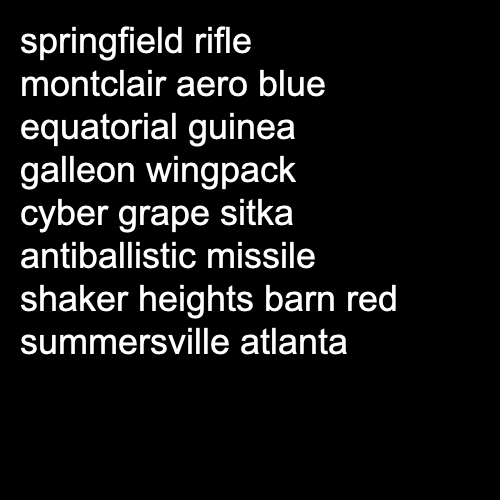 springfield rifle
montclair aero blue
equatorial guinea
galleon wingpack
cyber grape sitka
antiballistic missile
shaker heights barn red
summersville atlanta